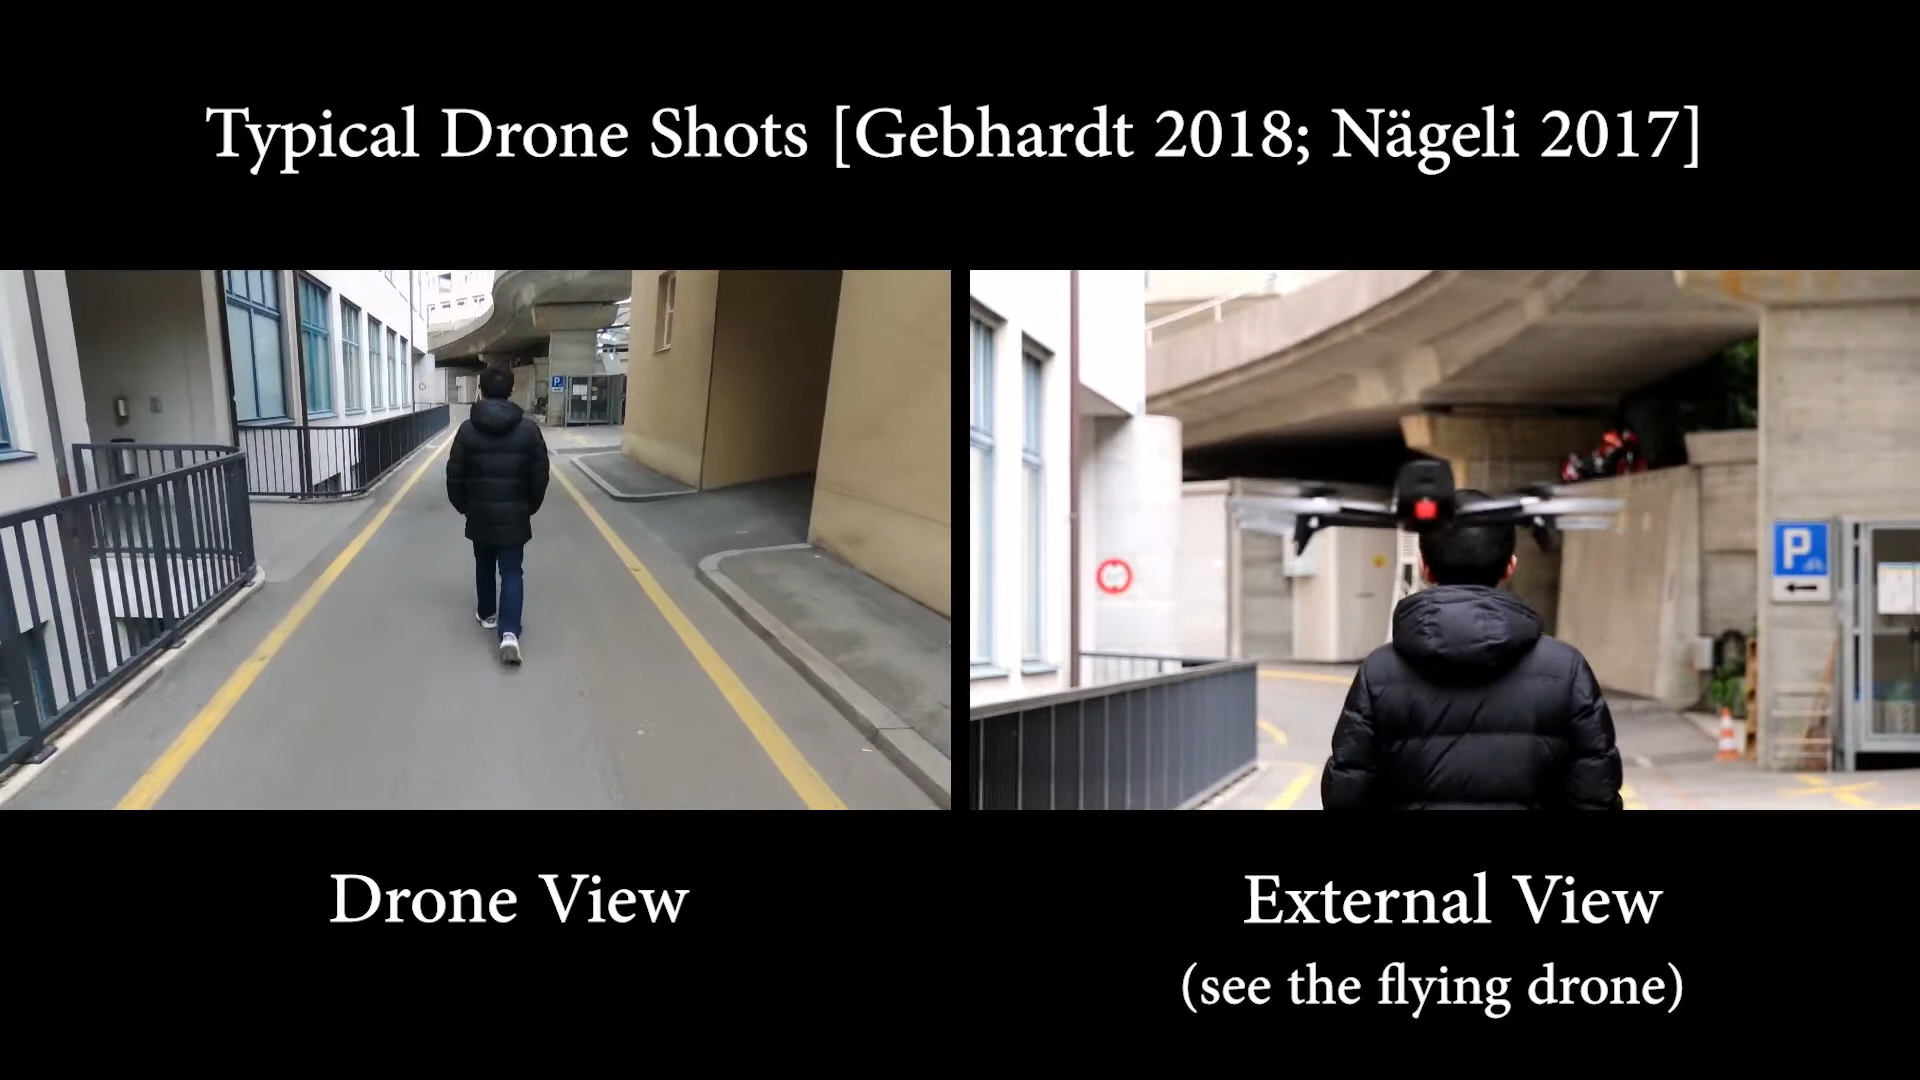 Typical Drone Shots [Gebhardt 2018; Nägeli 2017]
P
P
Drone View
External View
(see the flying drone)